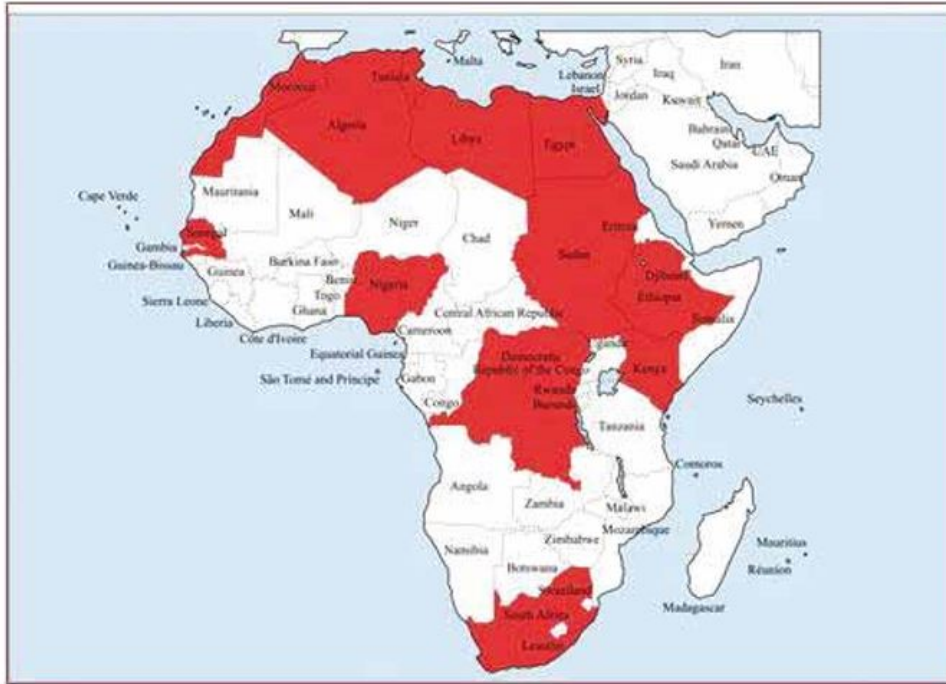 Malta
Syria
Iran
Lebanon
Israel
Iraq
Tunisia
Morocco
Jordan
Kuwait
Algeria
Libya
Egypt
Bahrain
Qatar
UAE
Saudi Arabia
Oman
Mauritania
Cape Verde
Mali
Niger
Chad
Sudan
Eritrea
Yemen
Senegal
Gambia
Guinea-Bissau
Guinea
Burkina Faso
Benin
Togo
Ghana
Nigeria
Djibouti
Ethiopia
Somalia
Sierra Leone
Liberia
Côte d'Ivoire
Central African Republic
Cameroon
Equatorial Guinea
São Tomé and Príncipe
Gabon
Congo
Democratic
Republic of the Congo
Uganda
Kenya
Rwanda
Burundi
Tanzania
Seychelles
Comoros
Angola
Zambia
Malawi
Mozambique
Zimbabwe
Namibia
Botswana
Mauritius
Réunion
Madagascar
Swaziland
South Africa
Lesotho